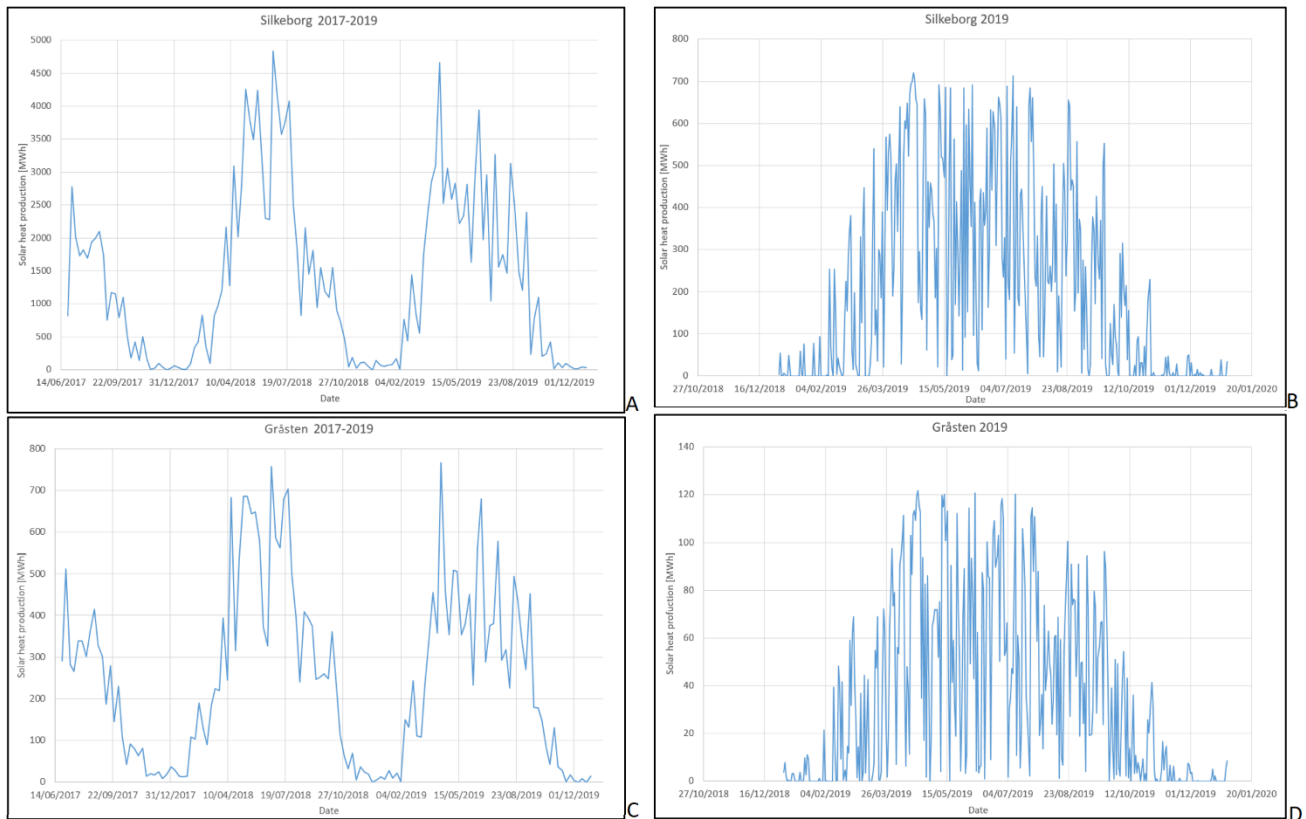 Silkeborg 2017-2019
Solar heat production [MWh]
5000
4500
4000
3500
3000
2500
2000
1500
1000
500
0
14/06/2017 22/09/2017 31/12/2017 10/04/2018 19/07/2018 27/10/2018 04/02/2019 15/05/2019 23/08/2019 01/12/2019
Date
A
Silkeborg 2019
Solar heat production [MWh]
800
700
600
500
400
300
200
100
0
27/10/2018 16/12/2018 04/02/2019 26/03/2019 15/05/2019 04/07/2019 23/08/2019 12/10/2019 01/12/2019 20/01/2020
Date
B
Gråsten 2017-2019
Solar heat production [MWh]
800
700
600
500
400
300
200
100
0
14/06/2017 22/09/2017 31/12/2017 10/04/2018 19/07/2018 27/10/2018 04/02/2019 15/05/2019 23/08/2019 01/12/2019
Date
C
Gråsten 2019
Solar heat profuction [MWh]
140
120
100
80
60
40
20
0
27/10/2018 16/12/2018 04/02/2019 26/03/2019 15/05/2019 04/07/2019 23/08/2019 12/10/2019 01/12/2019 20/01/2020
Date
D